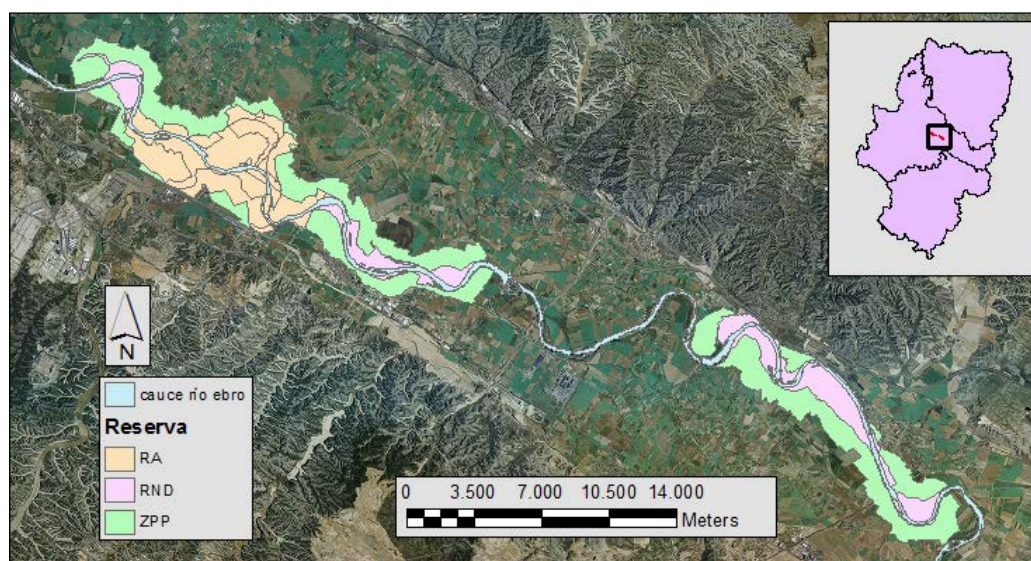 N
cauce río ebro
Reserva
RA
RND
ZPP
0 3.500 7.000 10.500 14.000
Meters